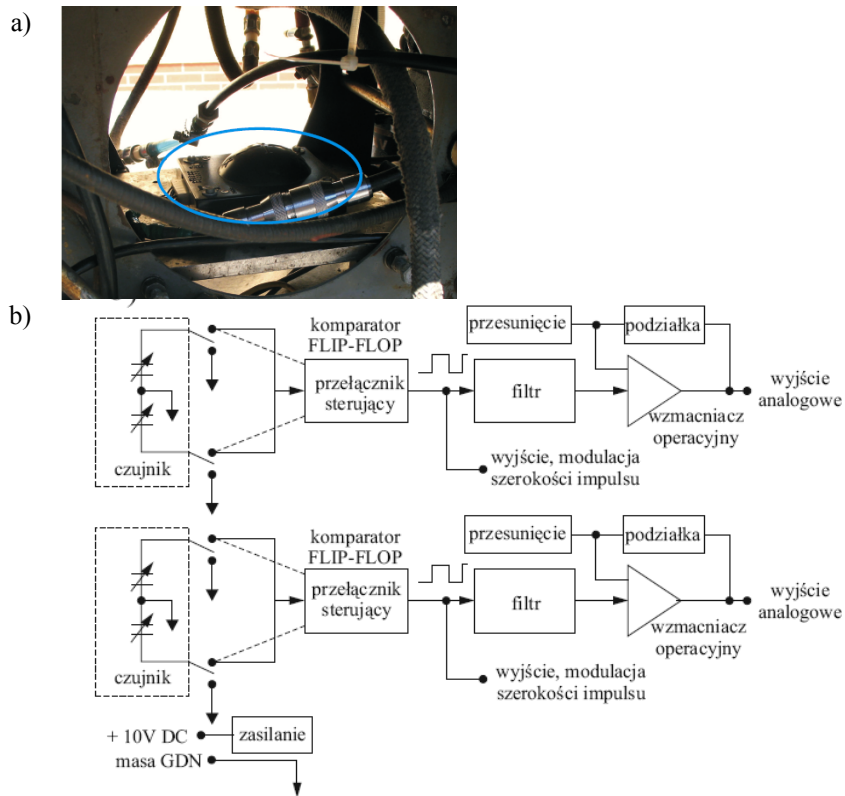 a)
b)
komparator
FLIP-FLOP
przełącznik
sterujący
przesunięcie
podziałka
filtr
wzmacniacz
operacyjny
wyjście
analogowe
wyjście, modulacja
szerokości impulsu
czujnik
komparator
FLIP-FLOP
przełącznik
sterujący
przesunięcie
podziałka
filtr
wzmacniacz
operacyjny
wyjście
analogowe
wyjście, modulacja
szerokości impulsu
czujnik
+ 10V DC
zasilanie
masa GDN